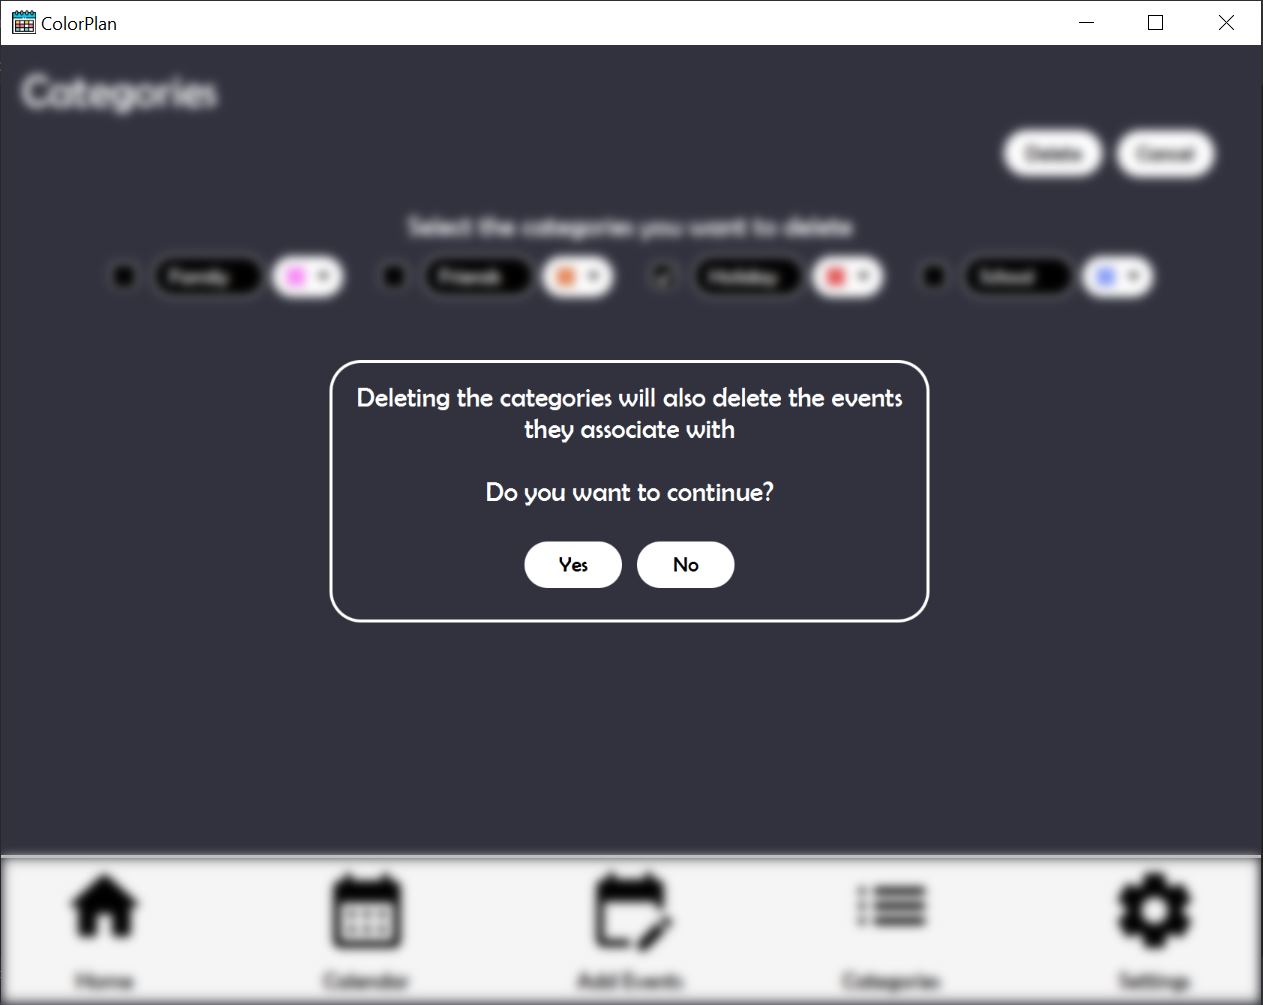 ColorPlan
Categories
Delete Cancel
Select the categories you want to delete
Family Friends Holiday School
Deleting the categories will also delete the events
they associate with
Do you want to continue?
Yes No
Home Calendar Add Events Categories Settings